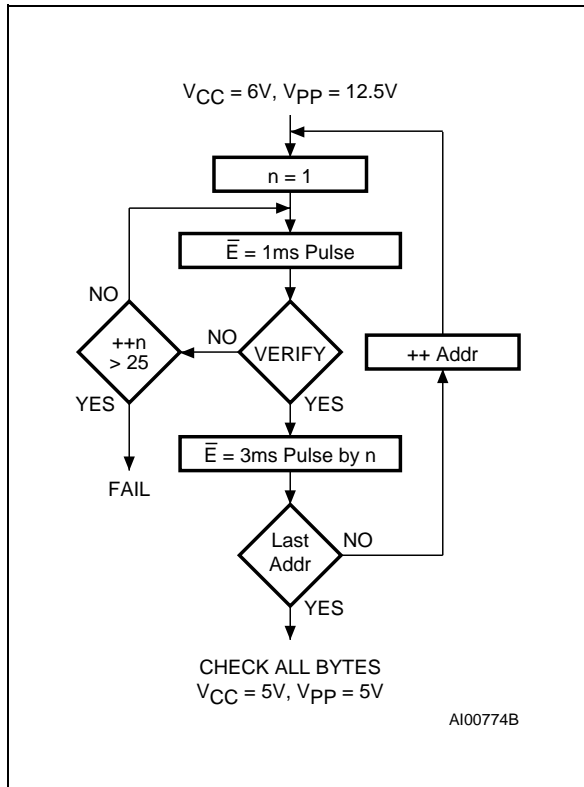 VCC = 6V, VPP = 12.5V
n = 1
E̅ = 1ms Pulse
NO
++n
> 25
NO
VERIFY
++ Addr
YES
YES
E̅ = 3ms Pulse by n
FAIL
Last
Addr
NO
YES
CHECK ALL BYTES
VCC = 5V, VPP = 5V
AI00774B